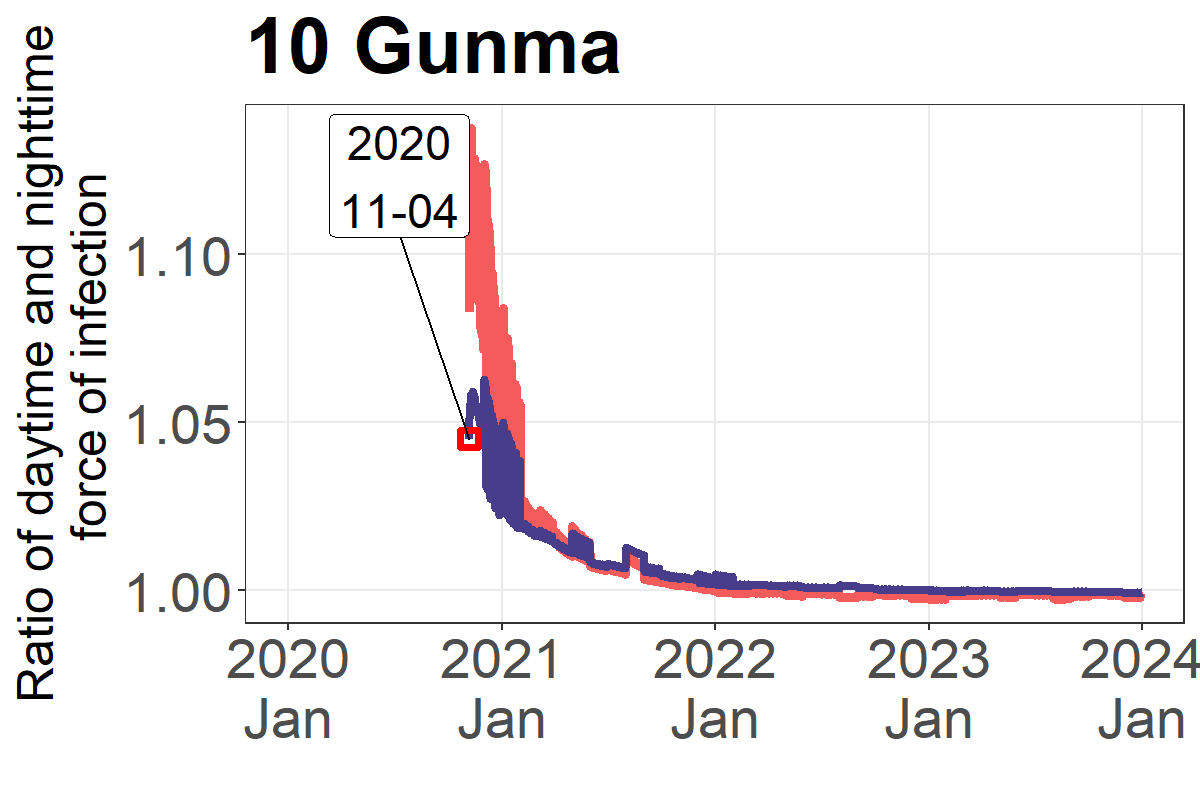 10 Gunma
Ratio of daytime and nighttime
force of infection
2020
11-04
1.10
1.05
1.00
2020
Jan
2021
Jan
2022
Jan
2023
Jan
2024
Jan